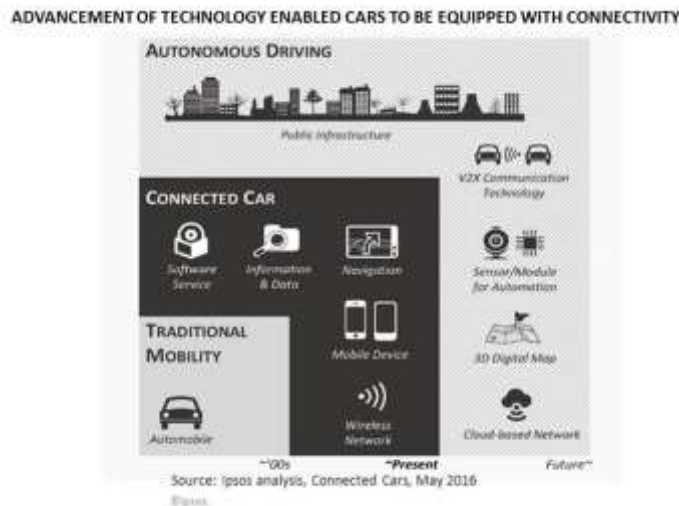 ADVANCEMENT OF TECHNOLOGY ENABLED CARS TO BE EQUIPPED WITH CONNECTIVITY
AUTONOMOUS DRIVING
Public Infrastructure
V2X Communication
Technology
CONNECTED CAR
Software
Service
Information
& Data
Navigation
Sensor/Module
for Automation
TRADITIONAL
MOBILITY
Mobile Device
3D Digital Map
Automobile
Wireless
Network
Cloud-based Network
~'00s
~Present
Future~
Source: Ipsos analysis, Connected Cars, May 2016
©Ipsos